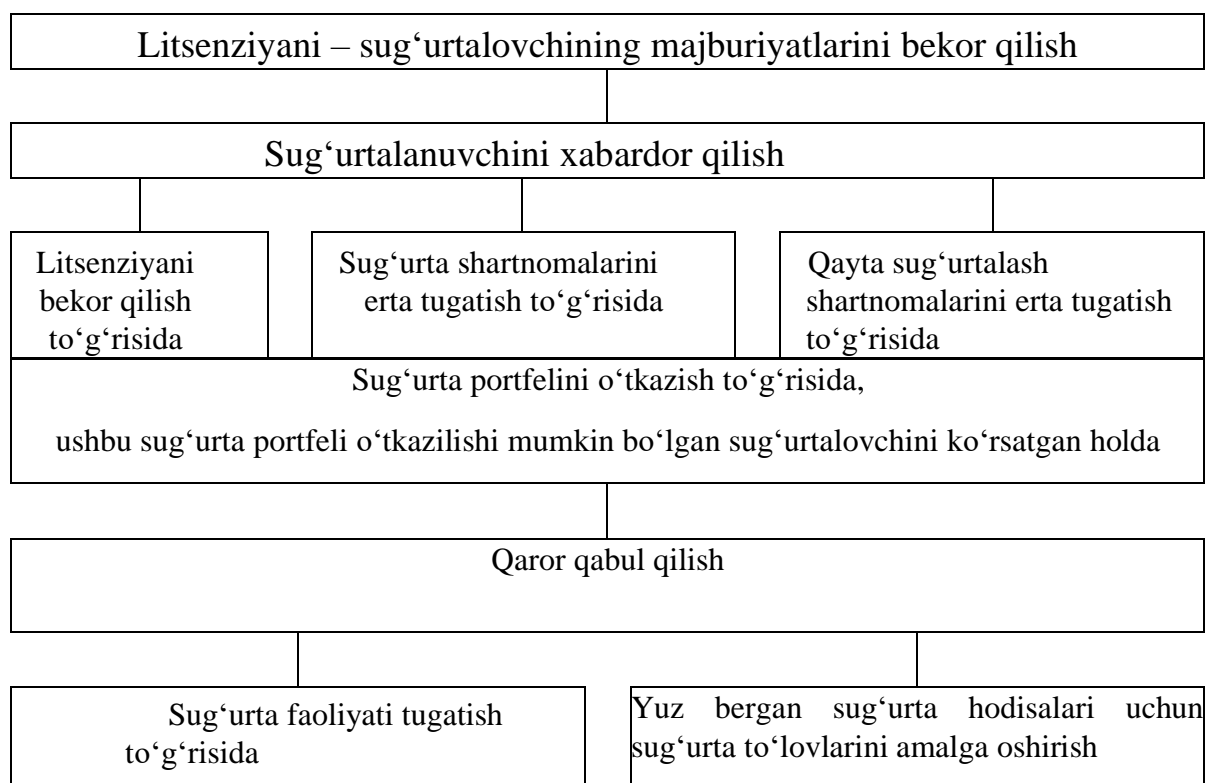 Litsenziyani – sug‘urtalovchining majburiyatlarini bekor qilish
Sug‘urtalanuvchini xabardor qilish
Litsenziyani
bekor qilish
to‘g‘risida
Sug‘urta shartnomalarini
erta tugatish to‘g‘risida
Qayta sug‘urtalash
shartnomalarini erta tugatish
to‘g‘risida
Sug‘urta portfelini o‘tkazish to‘g‘risida,
ushbu sug‘urta portfeli o‘tkazilishi mumkin bo‘lgan sug‘urtalovchini ko‘rsatgan holda
Qaror qabul qilish
Sug‘urta faoliyati tugatish
to‘g‘risida
Yuz bergan sug‘urta hodisalari uchun
sug‘urta to‘lovlarini amalga oshirish